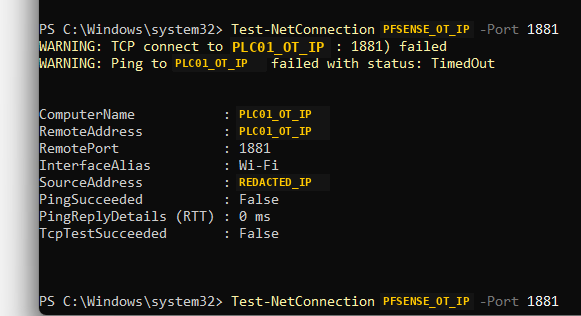 PS C:\Windows\system32> Test-NetConnection PFSENSE_OT_IP -Port 1881
WARNING: TCP connect to PLC01_OT_IP : 1881) failed
WARNING: Ping to PLC01_OT_IP failed with status: TimedOut
ComputerName : PLC01_OT_IP
RemoteAddress : PLC01_OT_IP
RemotePort : 1881
InterfaceAlias : Wi-Fi
SourceAddress : REDACTED_IP
PingSucceeded : False
PingReplyDetails (RTT) : 0 ms
TcpTestSucceeded : False
PS C:\Windows\system32> Test-NetConnection PFSENSE_OT_IP -Port 1881